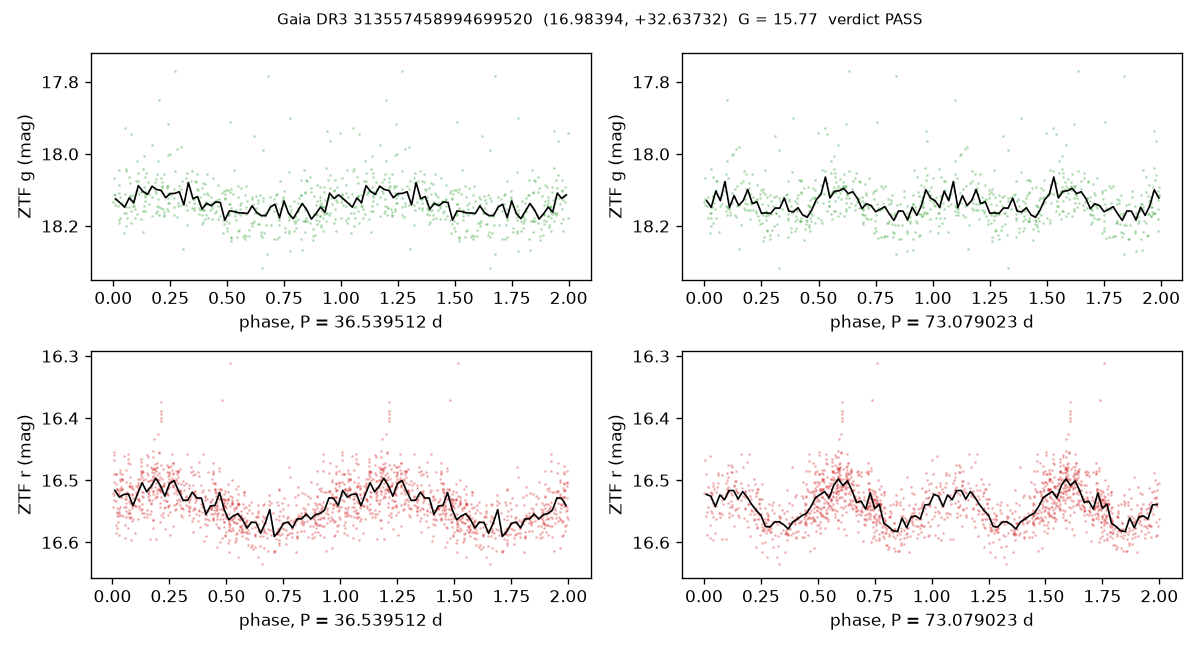 Gaia DR3 313557458994699520 (16.98394, +32.63732) G = 15.77 verdict PASS
ZTF g (mag)
17.8
18.0
18.2
0.00 0.25 0.50 0.75 1.00 1.25 1.50 1.75 2.00
phase, P = 36.539512 d
ZTF g (mag)
17.8
18.0
18.2
0.00 0.25 0.50 0.75 1.00 1.25 1.50 1.75 2.00
phase, P = 73.079023 d
ZTF r (mag)
16.3
16.4
16.5
16.6
0.00 0.25 0.50 0.75 1.00 1.25 1.50 1.75 2.00
phase, P = 36.539512 d
ZTF r (mag)
16.3
16.4
16.5
16.6
0.00 0.25 0.50 0.75 1.00 1.25 1.50 1.75 2.00
phase, P = 73.079023 d